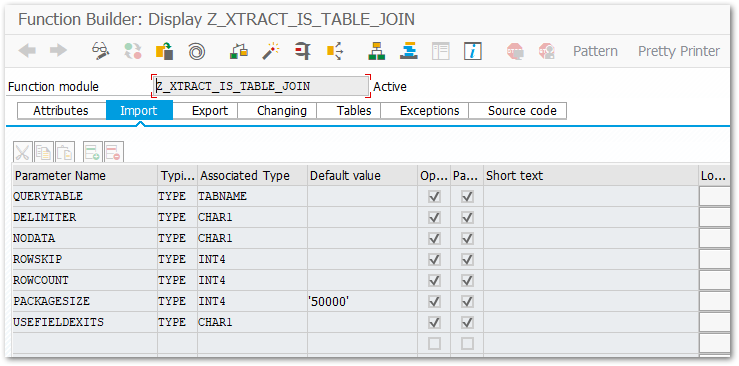 Function Builder: Display Z_XTRACT_IS_TABLE_JOIN
Pattern Pretty Printer
Function module Z_XTRACT_IS_TABLE_JOIN Active
Attributes Import Export Changing Tables Exceptions Source code
Parameter Name Typi... Associated Type Default value Op... Pa... Short text Lo...
QUERYTABLE TYPE TABNAME
DELIMITER TYPE CHAR1
NODATA TYPE CHAR1
ROWSKIP TYPE INT4
ROWCOUNT TYPE INT4
PACKAGESIZE TYPE INT4 '50000'
USEFIELDEXITS TYPE CHAR1